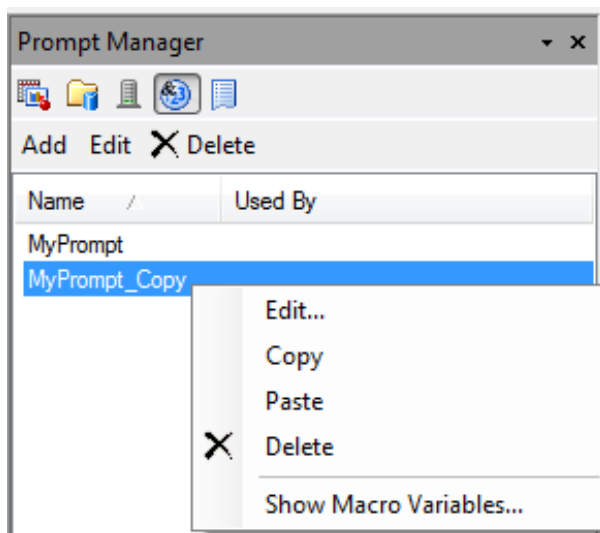 Prompt Manager
Add Edit Delete
Name Used By
MyPrompt
MyPrompt_Copy
Edit...
Copy
Paste
Delete
Show Macro Variables...